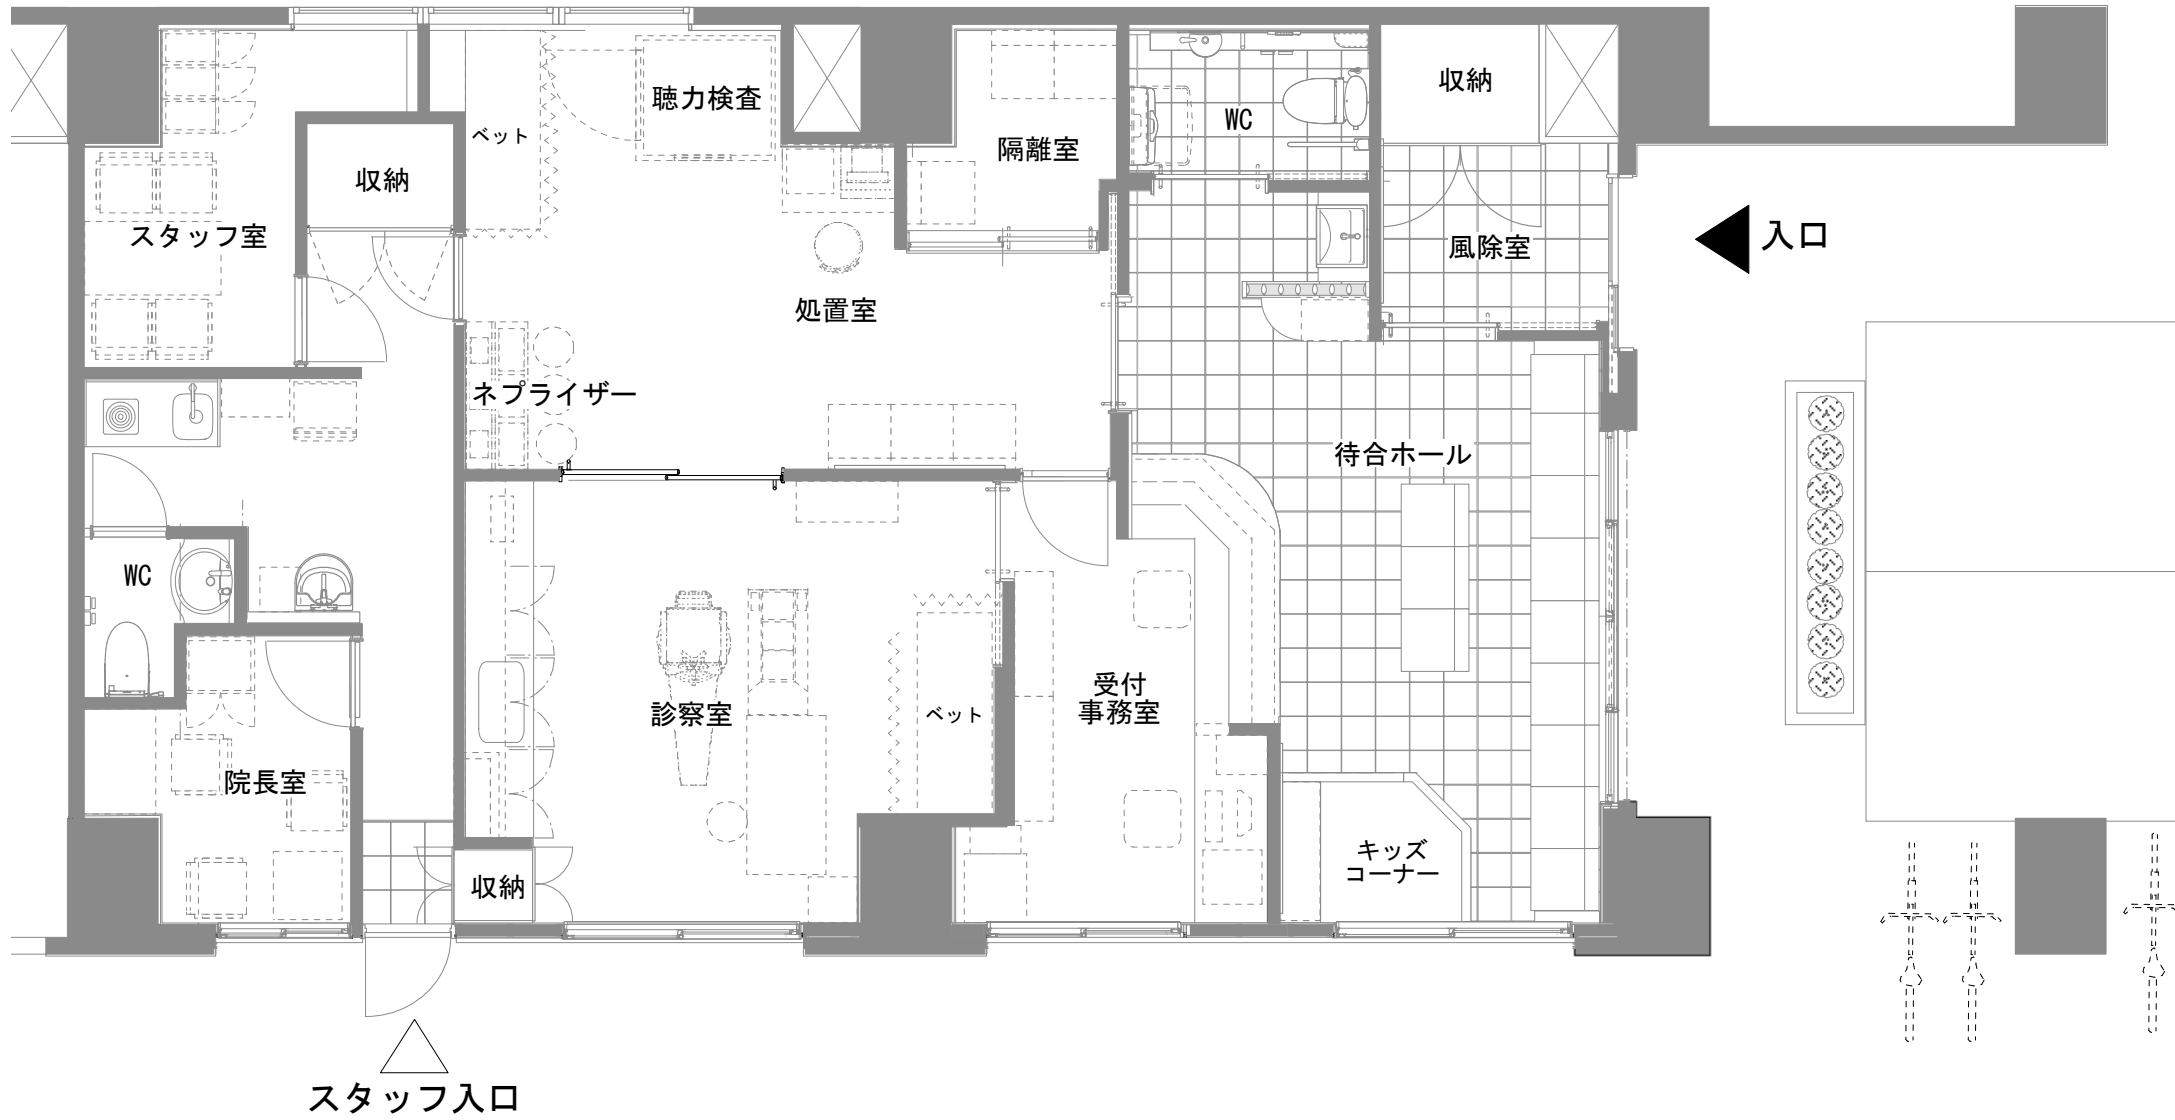 聴力検査
収納
WC
ベット
隔離室
収納
スタッフ室
風除室
入口
処置室
ネプライザー
待合ホール
WC
受付
事務室
診察室
ベット
院長室
キッズ
コーナー
収納
スタッフ入口